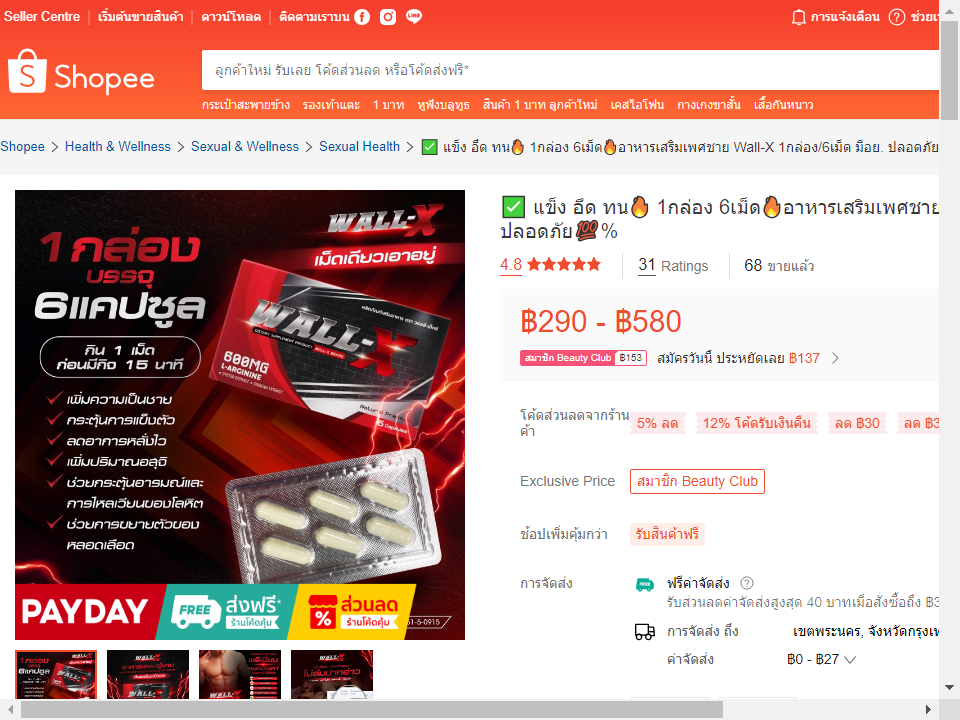 Seller Centre เริ่มต้นขายสินค้า ดาวน์โหลด ติดตามเราบน LINE การแจ้งเตือน ช่วยเ
Shopee
ลูกค้าใหม่ รับเลย โค้ดส่วนลด หรือโค้ดส่งฟรี*
กระเป๋าสะพายข้าง รองเท้าแตะ 1 บาท หูฟังบลูทูธ สินค้า 1 บาท ลูกค้าใหม่ เคสไอโฟน กางเกงขาสั้น เสื้อกันหนาว
Shopee > Health & Wellness > Sexual & Wellness > Sexual Health > ✅ แข็ง อึด ทน🔥 1กล่อง 6เม็ด🔥อาหารเสริมเพศชาย Wall-X 1กล่อง/6เม็ด มีอย. ปลอดภัย
WALL-X
เม็ดเดียวเอาอยู่
1 กล่อง
บรรจุ
6แคปซูล
กิน 1 เม็ด
ก่อนมีกิจ 15 นาที
WALL-X
600MG
L-ARGININE
6 Capsules
เพิ่มความเป็นชาย
กระตุ้นการแข็งตัว
ลดอาการหลั่งไว
เพิ่มปริมาณอสุจิ
ช่วยกระตุ้นอารมณ์และ
การไหลเวียนของโลหิต
ช่วยการขยายตัวของ
หลอดเลือด
PAYDAY
FREE ส่งฟรี*
ร้านโค้ดคุ้ม
% ส่วนลด
ร้านโค้ดคุ้ม
61-5-0915
✅ แข็ง อึด ทน🔥 1กล่อง 6เม็ด🔥อาหารเสริมเพศชาย
ปลอดภัย💯%
4.8 31 Ratings 68 ขายแล้ว
฿290 - ฿580
สมาชิก Beauty Club ฿153 สมัครวันนี้ ประหยัดเลย ฿137
โค้ดส่วนลดจากร้าน
ค้า
5% ลด 12% โค้ดรับเงินคืน ลด ฿30 ลด ฿3
Exclusive Price สมาชิก Beauty Club
ช้อปเพิ่มคุ้มกว่า รับสินค้าฟรี
การจัดส่ง FREE ฟรีค่าจัดส่ง
รับส่วนลดค่าจัดส่งสูงสุด 40 บาทเมื่อสั่งซื้อถึง ฿3
การจัดส่ง ถึง เขตพระนคร, จังหวัดกรุงเท
ค่าจัดส่ง ฿0 - ฿27